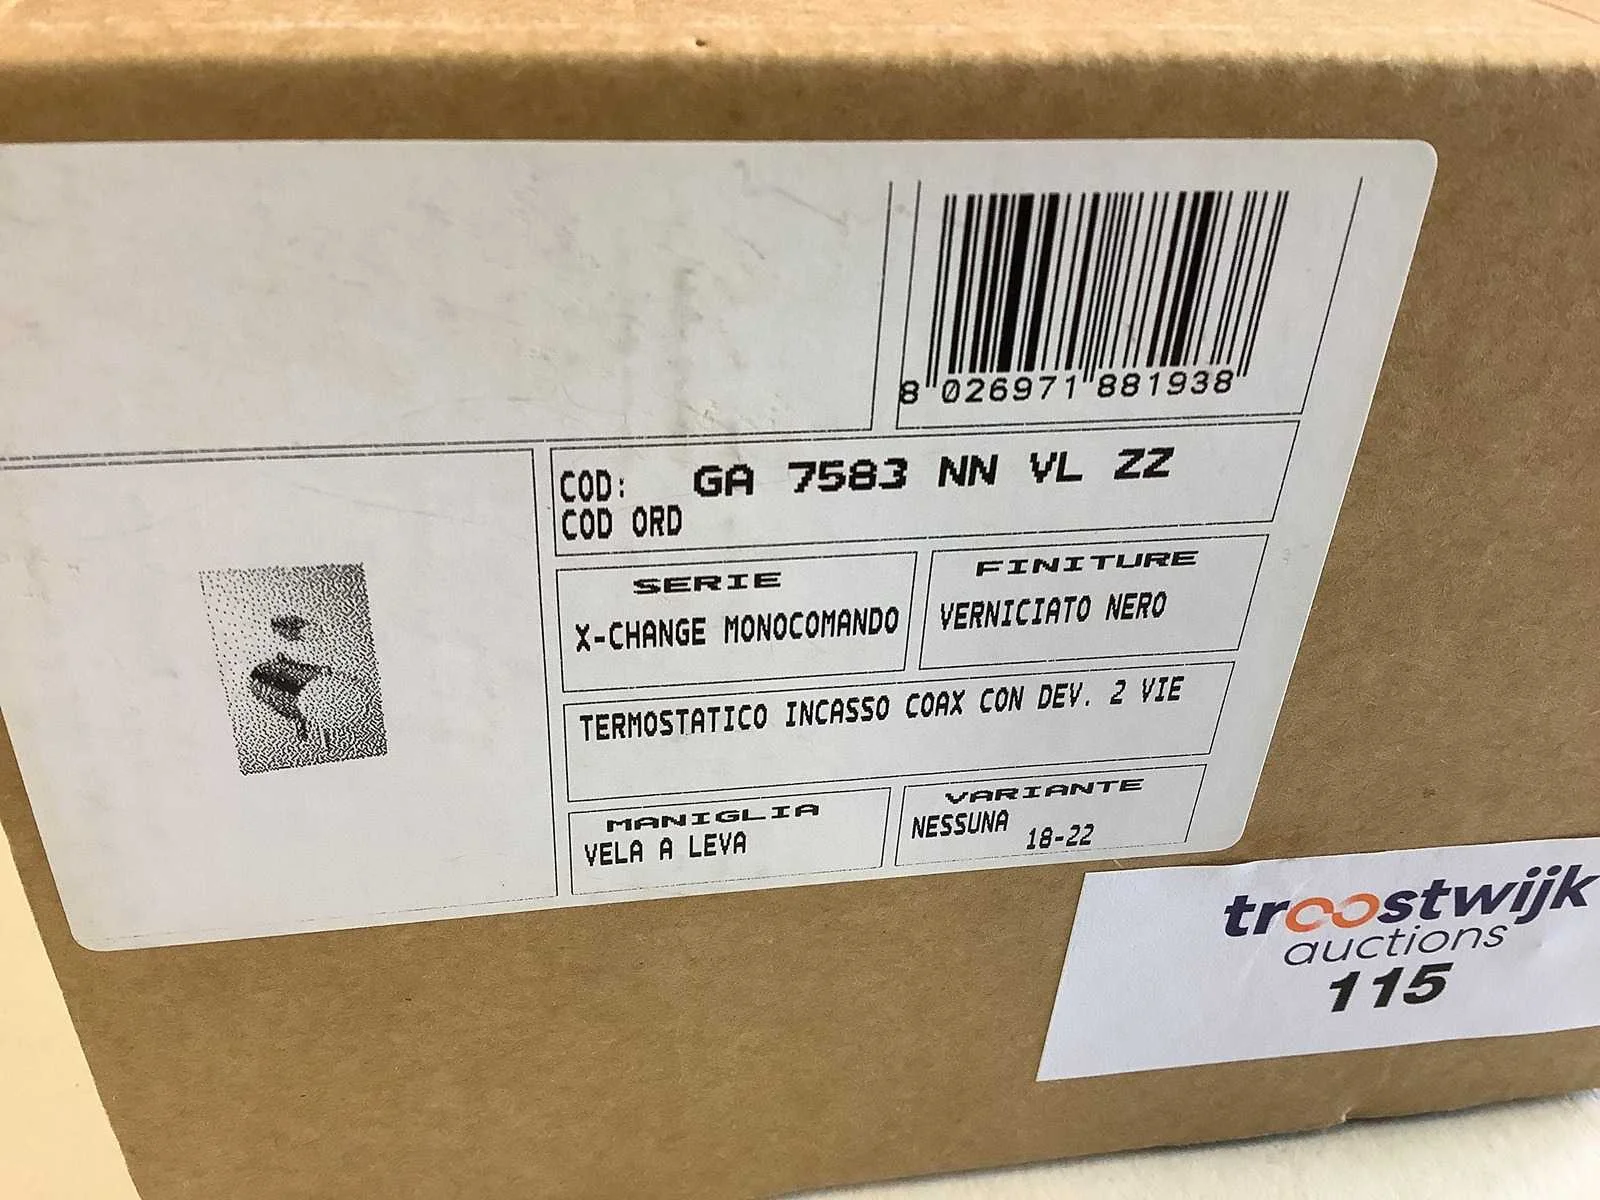 8 026971 881938
COD: GA 7583 NN VL ZZ
COD ORD
SERIE
X-CHANGE MONOCOMANDO
FINITURE
VERNICIATO NERO
TERMOSTATICO INCASSO COAX CON DEV. 2 VIE
MANIGLIA
VELA A LEVA
VARIANTE
NESSUNA
18-22
troostwijk
auctions
115